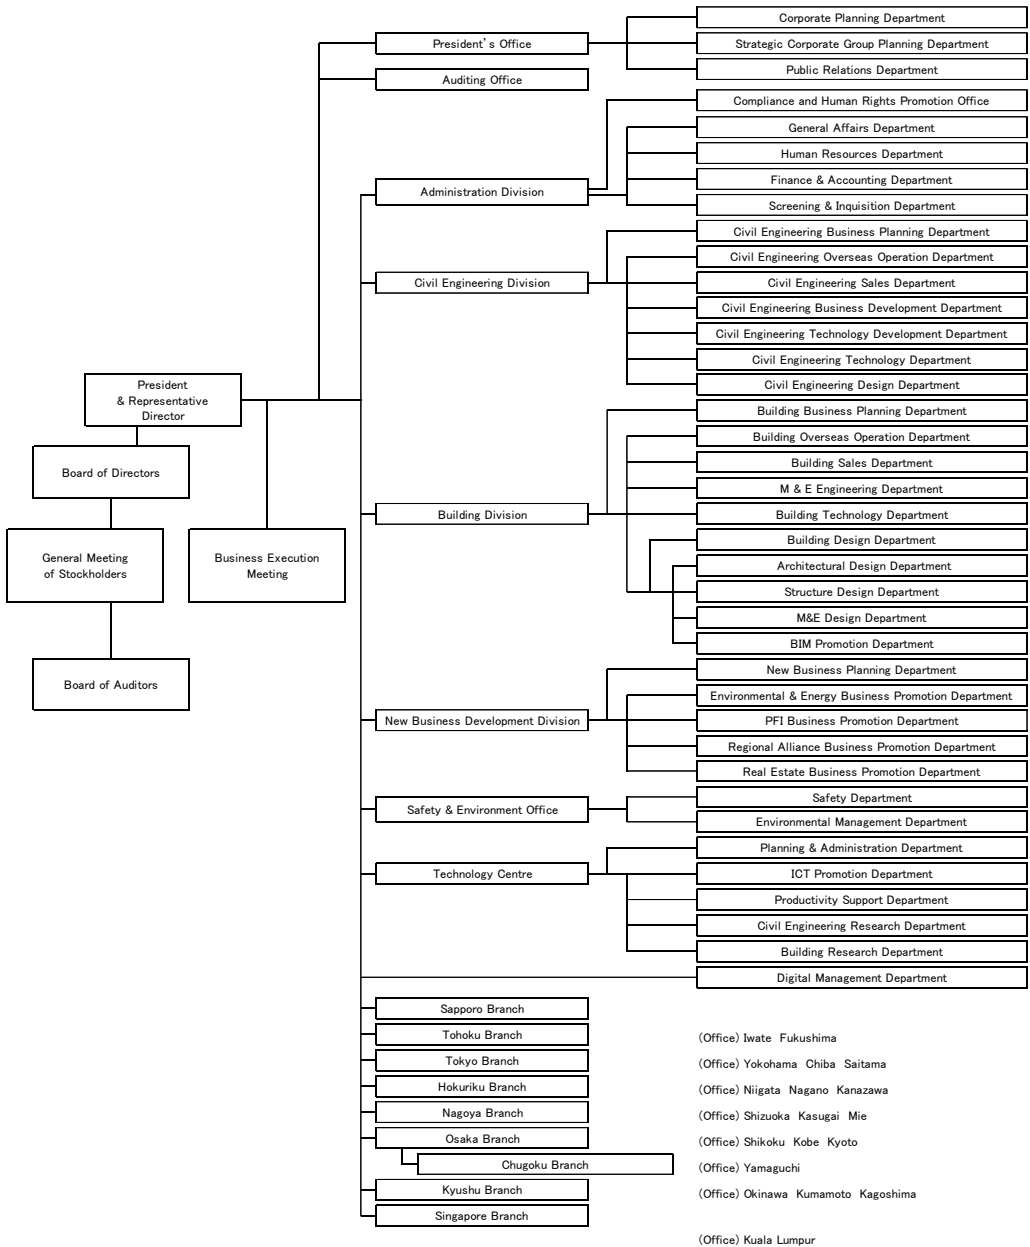 Corporate Planning Department
President's Office
Strategic Corporate Group Planning Department
Public Relations Department
Auditing Office
Compliance and Human Rights Promotion Office
General Affairs Department
Human Resources Department
Finance & Accounting Department
Administration Division
Screening & Inquisition Department
Civil Engineering Business Planning Department
Civil Engineering Overseas Operation Department
Civil Engineering Division
Civil Engineering Sales Department
Civil Engineering Business Development Department
Civil Engineering Technology Development Department
Civil Engineering Technology Department
Civil Engineering Design Department
President
& Representative
Director
Building Business Planning Department
Building Overseas Operation Department
Board of Directors
Building Sales Department
M & E Engineering Department
Building Division
Building Technology Department
Building Design Department
General Meeting
of Stockholders
Business Execution
Meeting
Architectural Design Department
Structure Design Department
M&E Design Department
BIM Promotion Department
Board of Auditors
New Business Planning Department
Environmental & Energy Business Promotion Department
New Business Development Division
PFI Business Promotion Department
Regional Alliance Business Promotion Department
Real Estate Business Promotion Department
Safety Department
Safety & Environment Office
Environmental Management Department
Planning & Administration Department
Technology Centre
ICT Promotion Department
Productivity Support Department
Civil Engineering Research Department
Building Research Department
Digital Management Department
Sapporo Branch
Tohoku Branch
(Office) Iwate Fukushima
Tokyo Branch
(Office) Yokohama Chiba Saitama
Hokuriku Branch
(Office) Niigata Nagano Kanazawa
Nagoya Branch
(Office) Shizuoka Kasugai Mie
Osaka Branch
(Office) Shikoku Kobe Kyoto
Chugoku Branch
(Office) Yamaguchi
Kyushu Branch
(Office) Okinawa Kumamoto Kagoshima
Singapore Branch
(Office) Kuala Lumpur